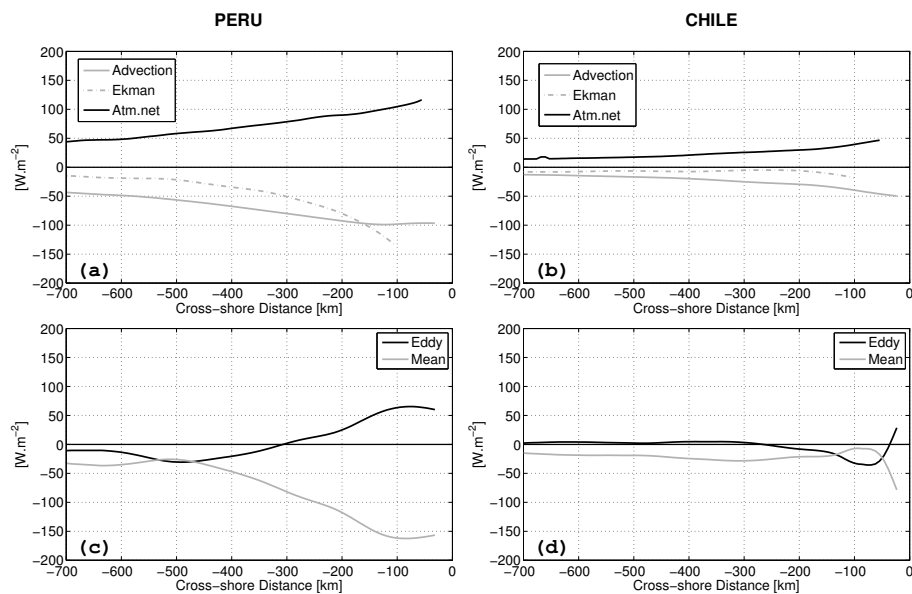 PERU
CHILE
200
150
100
50
0
−50
−100
−150
−200
[W.m−2]
Advection
Ekman
Atm.net
(a)
−700 −600 −500 −400 −300 −200 −100 0
Cross−shore Distance [km]
200
150
100
50
0
−50
−100
−150
−200
[W.m−2]
Advection
Ekman
Atm.net
(b)
−700 −600 −500 −400 −300 −200 −100 0
Cross−shore Distance [km]
200
150
100
50
0
−50
−100
−150
−200
[W.m−2]
Eddy
Mean
(c)
−700 −600 −500 −400 −300 −200 −100 0
Cross−shore Distance [km]
200
150
100
50
0
−50
−100
−150
−200
[W.m−2]
Eddy
Mean
(d)
−700 −600 −500 −400 −300 −200 −100 0
Cross−shore Distance [km]